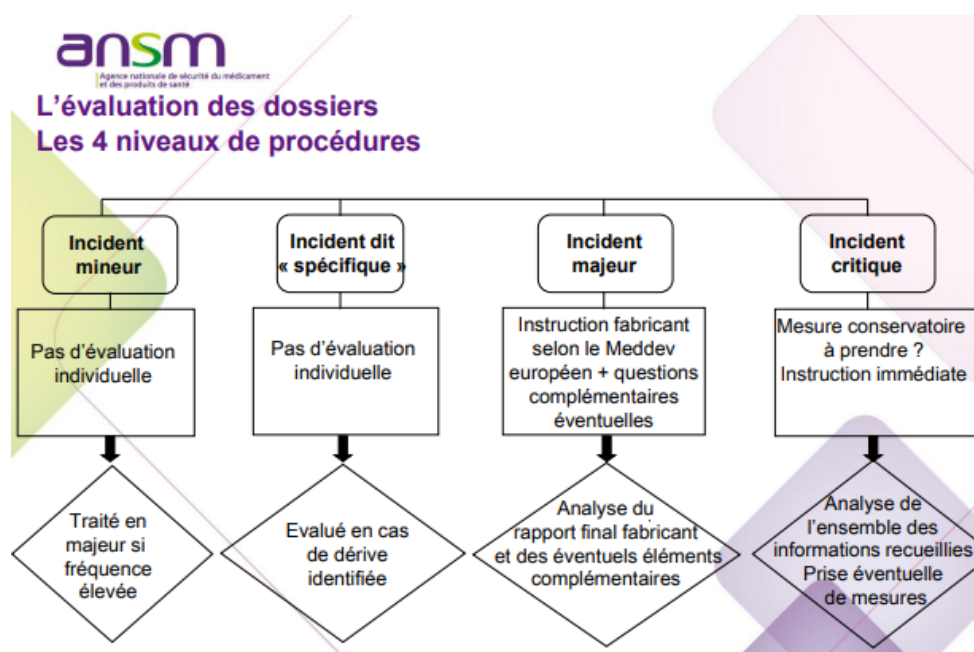 ansm
Agence nationale de sécurité du médicament
et des produits de santé
L'évaluation des dossiers
Les 4 niveaux de procédures
Incident
mineur
Incident dit
« spécifique »
Incident
majeur
Incident
critique
Pas d'évaluation
individuelle
Pas d'évaluation
individuelle
Instruction fabricant
selon le Meddev
européen + questions
complémentaires
éventuelles
Mesure conservatoire
à prendre ?
Instruction immédiate
Traité en
majeur si
fréquence
élevée
Evalué en cas
de dérive
identifiée
Analyse du
rapport final fabricant
et des éventuels éléments
complémentaires
Analyse de
l'ensemble des
informations recueillies
Prise éventuelle
de mesures